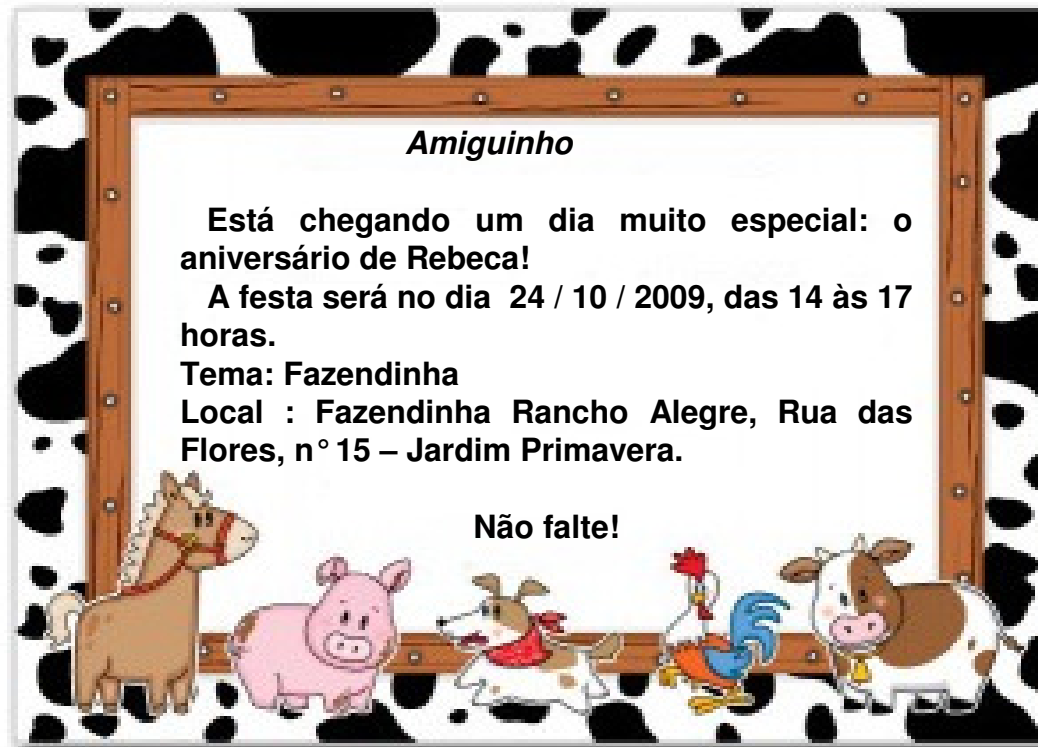 Amiguinho
Está chegando um dia muito especial: o
aniversário de Rebeca!
A festa será no dia 24 / 10 / 2009, das 14 às 17
horas.
Tema: Fazendinha
Local : Fazendinha Rancho Alegre, Rua das
Flores, n° 15 – Jardim Primavera.
Não falte!